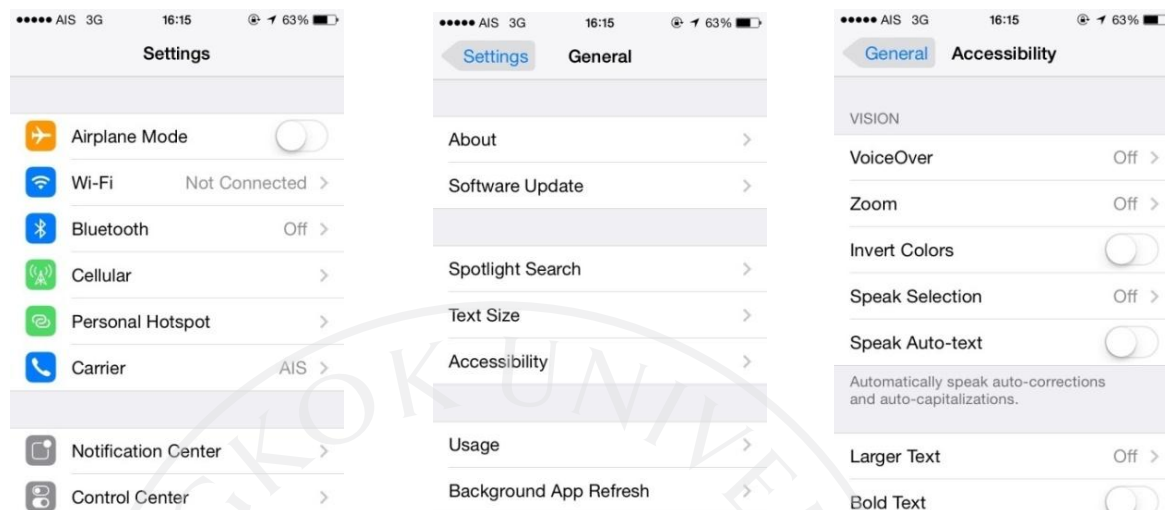 AIS 3G 16:15 63%
Settings
Airplane Mode
Wi-Fi Not Connected
Bluetooth Off
Cellular
Personal Hotspot
Carrier AIS
Notification Center
Control Center
AIS 3G 16:15 63%
Settings General
About
Software Update
Spotlight Search
Text Size
Accessibility
Usage
Background App Refresh
AIS 3G 16:15 63%
General Accessibility
VISION
VoiceOver Off
Zoom Off
Invert Colors
Speak Selection Off
Speak Auto-text
Automatically speak auto-corrections
and auto-capitalizations.
Larger Text Off
Bold Text